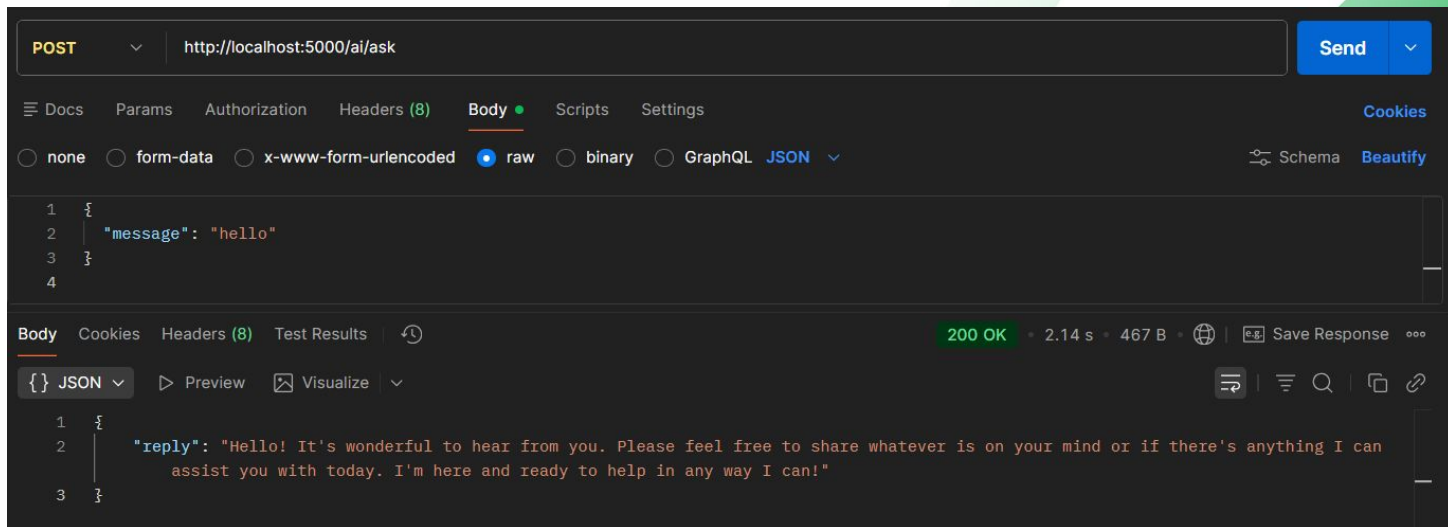 POST http://localhost:5000/ai/ask Send
Docs Params Authorization Headers (8) Body Scripts Settings Cookies
none form-data x-www-form-urlencoded raw binary GraphQL JSON Schema Beautify
1 {
2 "message": "hello"
3 }
4
Body Cookies Headers (8) Test Results 200 OK • 2.14 s • 467 B • e.g. Save Response
{} JSON Preview Visualize
1 {
2 "reply": "Hello! It's wonderful to hear from you. Please feel free to share whatever is on your mind or if there's anything I can
assist you with today. I'm here and ready to help in any way I can!"
3 }